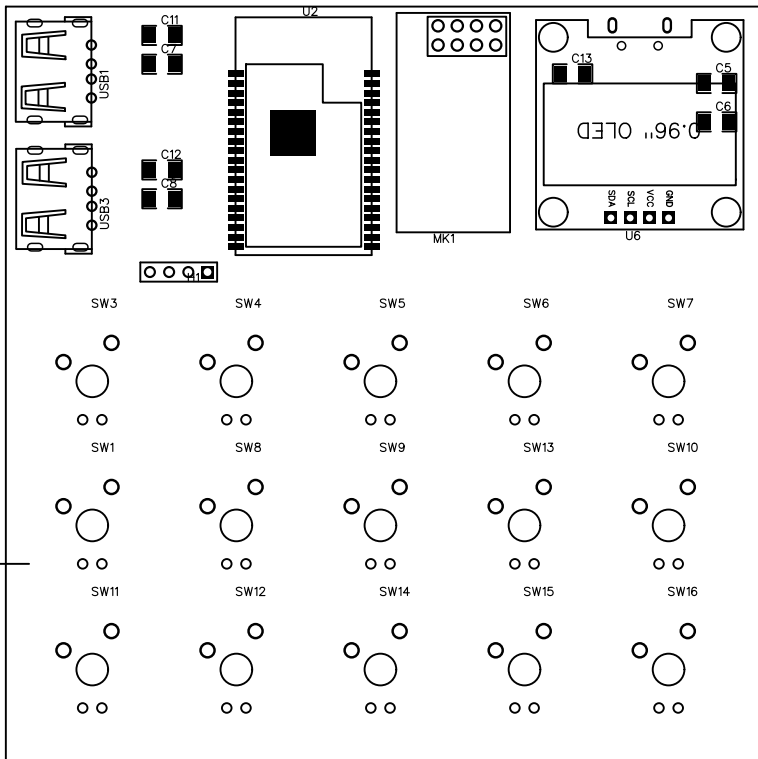 C11
U2
C7
USB1
C13
C5
C6
0.96" OLED
C12
C8
USB3
SDA
SCL
VCC
GND
MK1
U6
H1
SW3 SW4 SW5 SW6 SW7
SW1 SW8 SW9 SW13 SW10
SW11 SW12 SW14 SW15 SW16